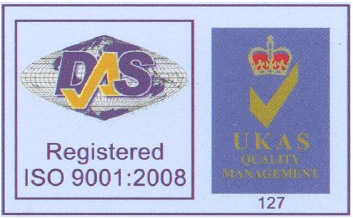 DAS
Registered
ISO 9001:2008
UKAS
QUALITY
MANAGEMENT
127